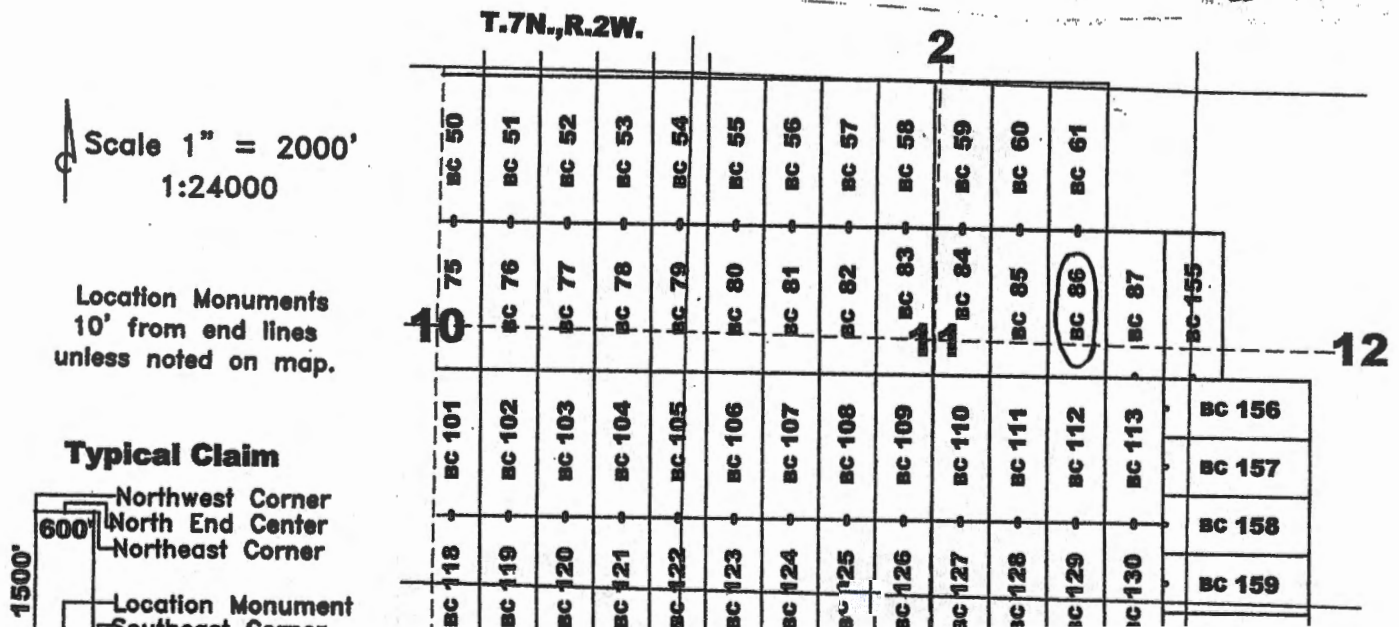 T.7N.,R.2W.
2
Scale 1" = 2000'
1:24000
BC 50
BC 51
BC 52
BC 53
BC 54
BC 55
BC 56
BC 57
BC 58
BC 59
BC 60
BC 61
Location Monuments
10' from end lines
unless noted on map.
75
BC 76
BC 77
BC 78
BC 79
BC 80
BC 81
BC 82
BC 83
BC 84
BC 85
BC 86
BC 87
BC 155
10
11
12
BC 101
BC 102
BC 103
BC 104
BC 105
BC 106
BC 107
BC 108
BC 109
BC 110
BC 111
BC 112
BC 113
BC 156
BC 157
BC 158
BC 159
Typical Claim
Northwest Corner
600'
North End Center
Northeast Corner
1500'
Location Monument
Southeast Corner
BC 118
BC 119
BC 120
BC 121
BC 122
BC 123
BC 124
BC 125
BC 126
BC 127
BC 128
BC 129
BC 130